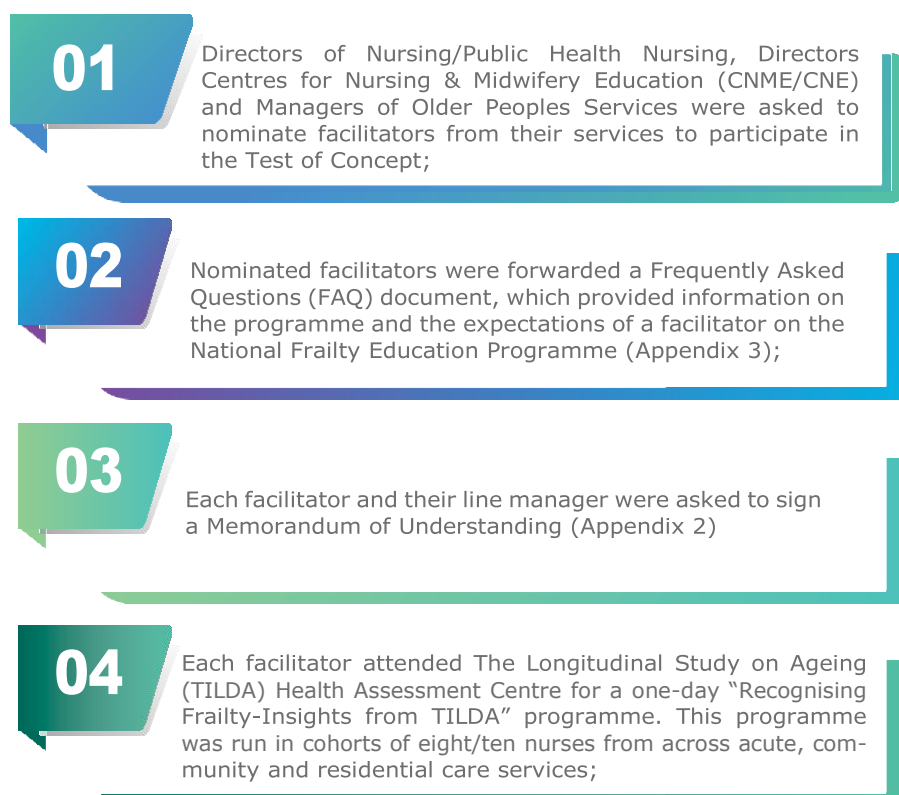 01
Directors of Nursing/Public Health Nursing, Directors
Centres for Nursing & Midwifery Education (CNME/CNE)
and Managers of Older Peoples Services were asked to
nominate facilitators from their services to participate in
the Test of Concept;
02
Nominated facilitators were forwarded a Frequently Asked
Questions (FAQ) document, which provided information on
the programme and the expectations of a facilitator on the
National Frailty Education Programme (Appendix 3);
03
Each facilitator and their line manager were asked to sign
a Memorandum of Understanding (Appendix 2)
04
Each facilitator attended The Longitudinal Study on Ageing
(TILDA) Health Assessment Centre for a one-day “Recognising
Frailty-Insights from TILDA” programme. This programme
was run in cohorts of eight/ten nurses from across acute, com-
munity and residential care services;